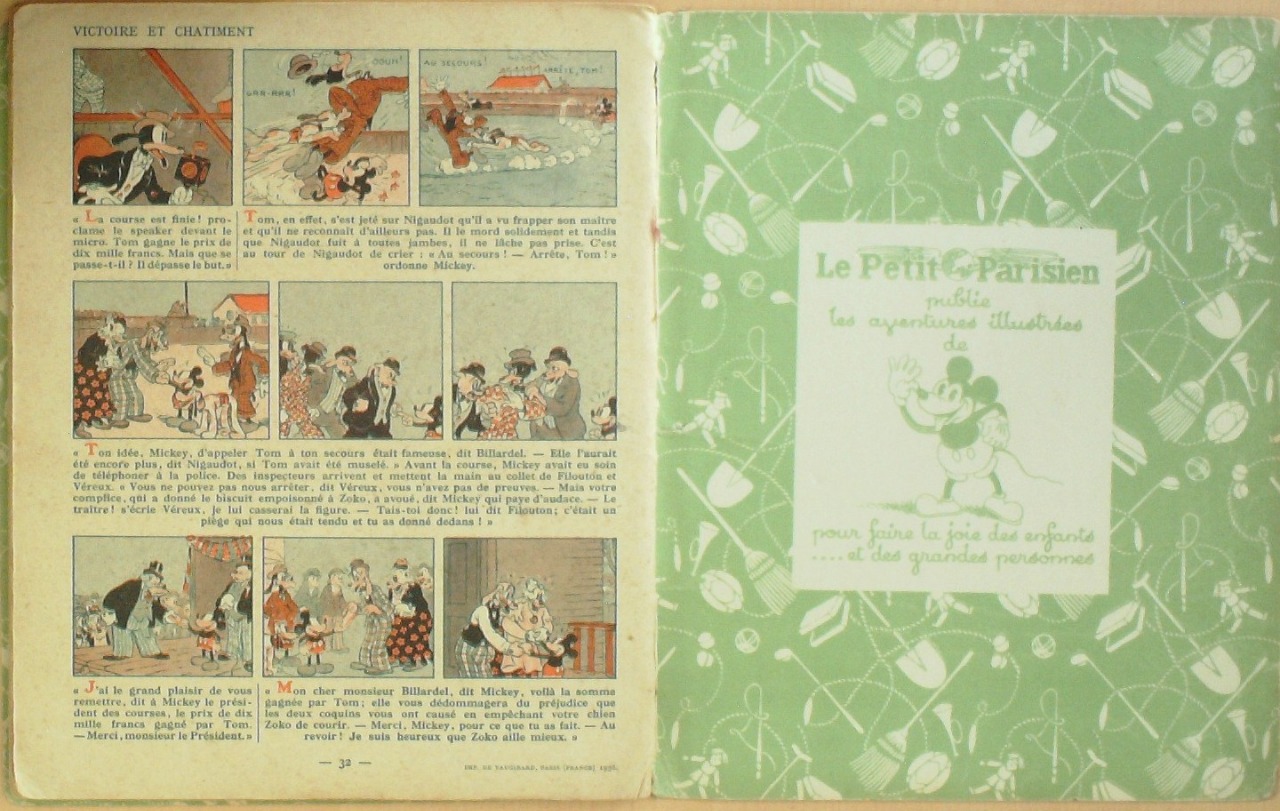 VICTOIRE ET CHATIMENT
GRR-RRR!
OOUH!
AU SECOURS!
ARRÊTE, TOM!
« La course est finie! pro-
clame le speaker devant le
micro. Tom gagne le prix de
dix mille francs. Mais que se
passe-t-il ? Il dépasse le but. »
Tom, en effet, s'est jeté sur Nigaudot qu'il a vu frapper son maître
et qu'il ne reconnaît d'ailleurs pas. Il le mord solidement et tandis
que Nigaudot fuit à toutes jambes, il ne lâche pas prise. C'est
au tour de Nigaudot de crier : « Au secours ! — Arrête, Tom ! »
ordonne Mickey.
« Ton idée, Mickey, d'appeler Tom à ton secours était fameuse, dit Billardel. — Elle l'aurait
été encore plus, dit Nigaudot, si Tom avait été muselé. » Avant la course, Mickey avait eu soin
de téléphoner à la police. Des inspecteurs arrivent et mettent la main au collet de Filouton et
Véreux. « Vous ne pouvez pas nous arrêter, dit Véreux, vous n'avez pas de preuves. — Mais votre
complice, qui a donné le biscuit empoisonné à Zoko, a avoué, dit Mickey qui paye d'audace. — Le
traître ! s'écrie Véreux, je lui casserai la figure. — Tais-toi donc ! lui dit Filouton; c'était un
piège qui nous était tendu et tu as donné dedans ! »
« J'ai le grand plaisir de vous
remettre, dit à Mickey le prési-
dent des courses, le prix de dix
mille francs gagné par Tom.
— Merci, monsieur le Président. »
« Mon cher monsieur Billardel, dit Mickey, voilà la somme
gagnée par Tom; elle vous dédommagera du préjudice que
les deux coquins vous ont causé en empêchant votre chien
Zoko de courir. — Merci, Mickey, pour ce que tu as fait. — Au
revoir ! Je suis heureux que Zoko aille mieux. »
— 32 —
IMP. DE VAUGIRARD, PARIS (FRANCE) 1936.
Le Petit Parisien
publie
les aventures illustrées
de
pour faire la joie des enfants
.... et des grandes personnes